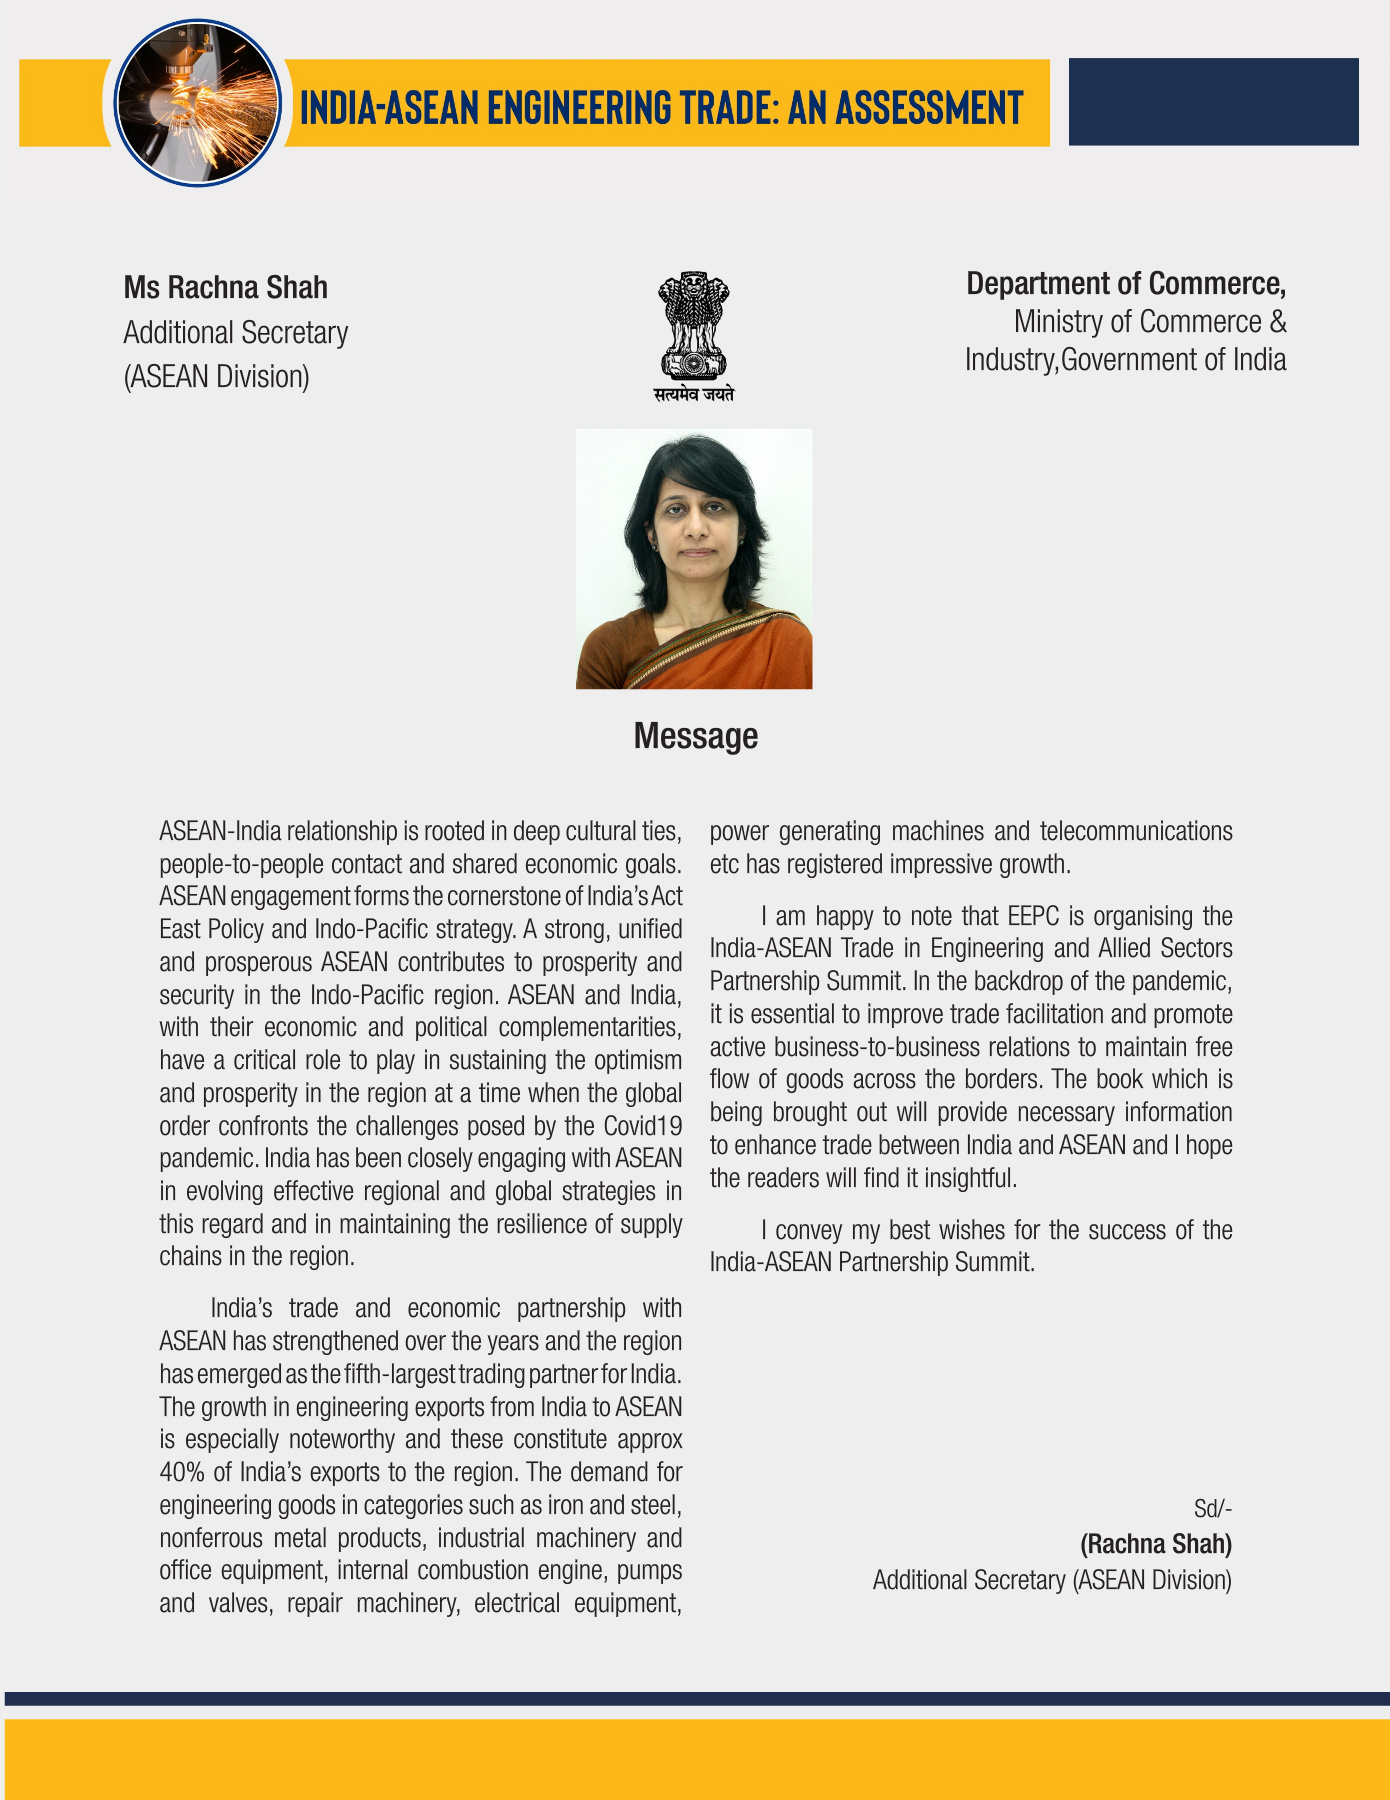 INDIA-ASEAN ENGINEERING TRADE: AN ASSESSMENT
Ms Rachna Shah
Additional Secretary
(ASEAN Division)
सत्यमेव जयते
Department of Commerce,
Ministry of Commerce &
Industry,Government of India
Message
ASEAN-India relationship is rooted in deep cultural ties,
people-to-people contact and shared economic goals.
ASEAN engagement forms the cornerstone of India's Act
East Policy and Indo-Pacific strategy. A strong, unified
and prosperous ASEAN contributes to prosperity and
security in the Indo-Pacific region. ASEAN and India,
with their economic and political complementarities,
have a critical role to play in sustaining the optimism
and prosperity in the region at a time when the global
order confronts the challenges posed by the Covid19
pandemic. India has been closely engaging with ASEAN
in evolving effective regional and global strategies in
this regard and in maintaining the resilience of supply
chains in the region.
India's trade and economic partnership with
ASEAN has strengthened over the years and the region
has emerged as the fifth-largest trading partner for India.
The growth in engineering exports from India to ASEAN
is especially noteworthy and these constitute approx
40% of India's exports to the region. The demand for
engineering goods in categories such as iron and steel,
nonferrous metal products, industrial machinery and
office equipment, internal combustion engine, pumps
and valves, repair machinery, electrical equipment,
power generating machines and telecommunications
etc has registered impressive growth.
I am happy to note that EEPC is organising the
India-ASEAN Trade in Engineering and Allied Sectors
Partnership Summit. In the backdrop of the pandemic,
it is essential to improve trade facilitation and promote
active business-to-business relations to maintain free
flow of goods across the borders. The book which is
being brought out will provide necessary information
to enhance trade between India and ASEAN and I hope
the readers will find it insightful.
I convey my best wishes for the success of the
India-ASEAN Partnership Summit.
Sd/-
(Rachna Shah)
Additional Secretary (ASEAN Division)